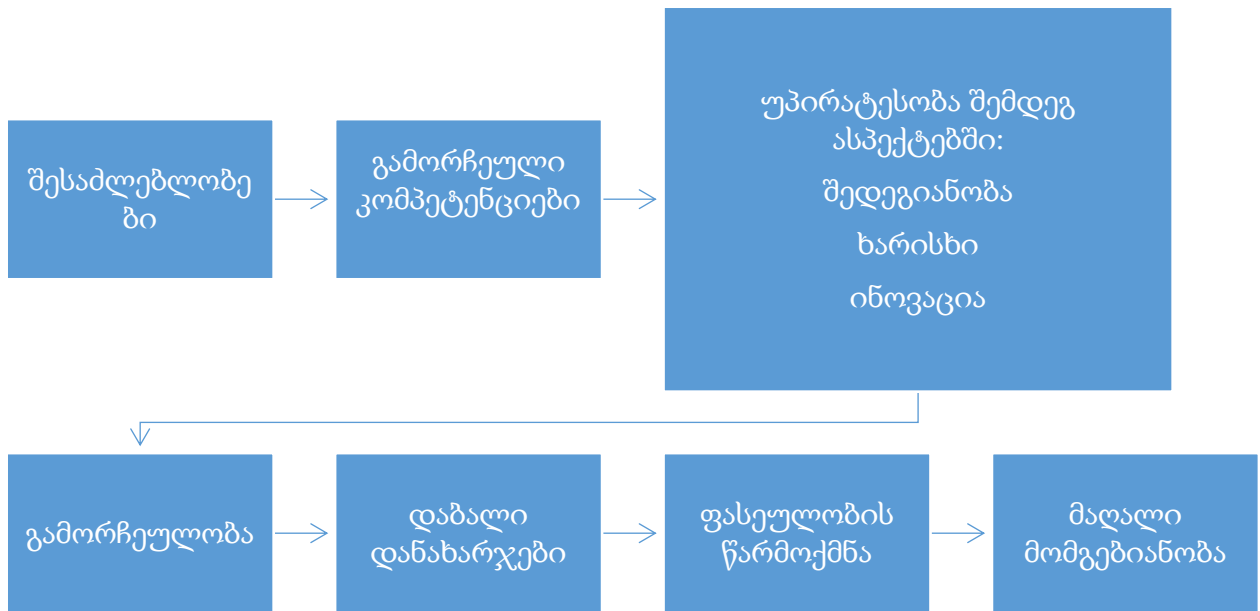 შესაძლებლობე
ბი
გამორჩეული
კომპეტენციები
უპირატესობა შემდეგ
ასპექტებში:
შედეგიანობა
ხარისხი
ინოვაცია
გამორჩეულობა
დაბალი
დანახარჯები
ფასეულობის
წარმოქმნა
მაღალი
მომგებიანობა